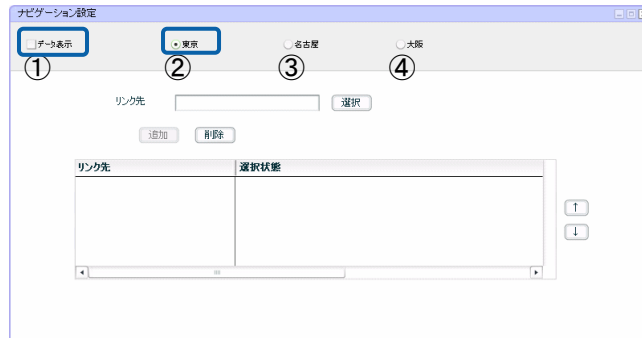 ナビゲーション設定
データ表示 東京 名古屋 大阪
① ② ③ ④
リンク先 選択
追加 削除
リンク先 選択状態
↑
↓